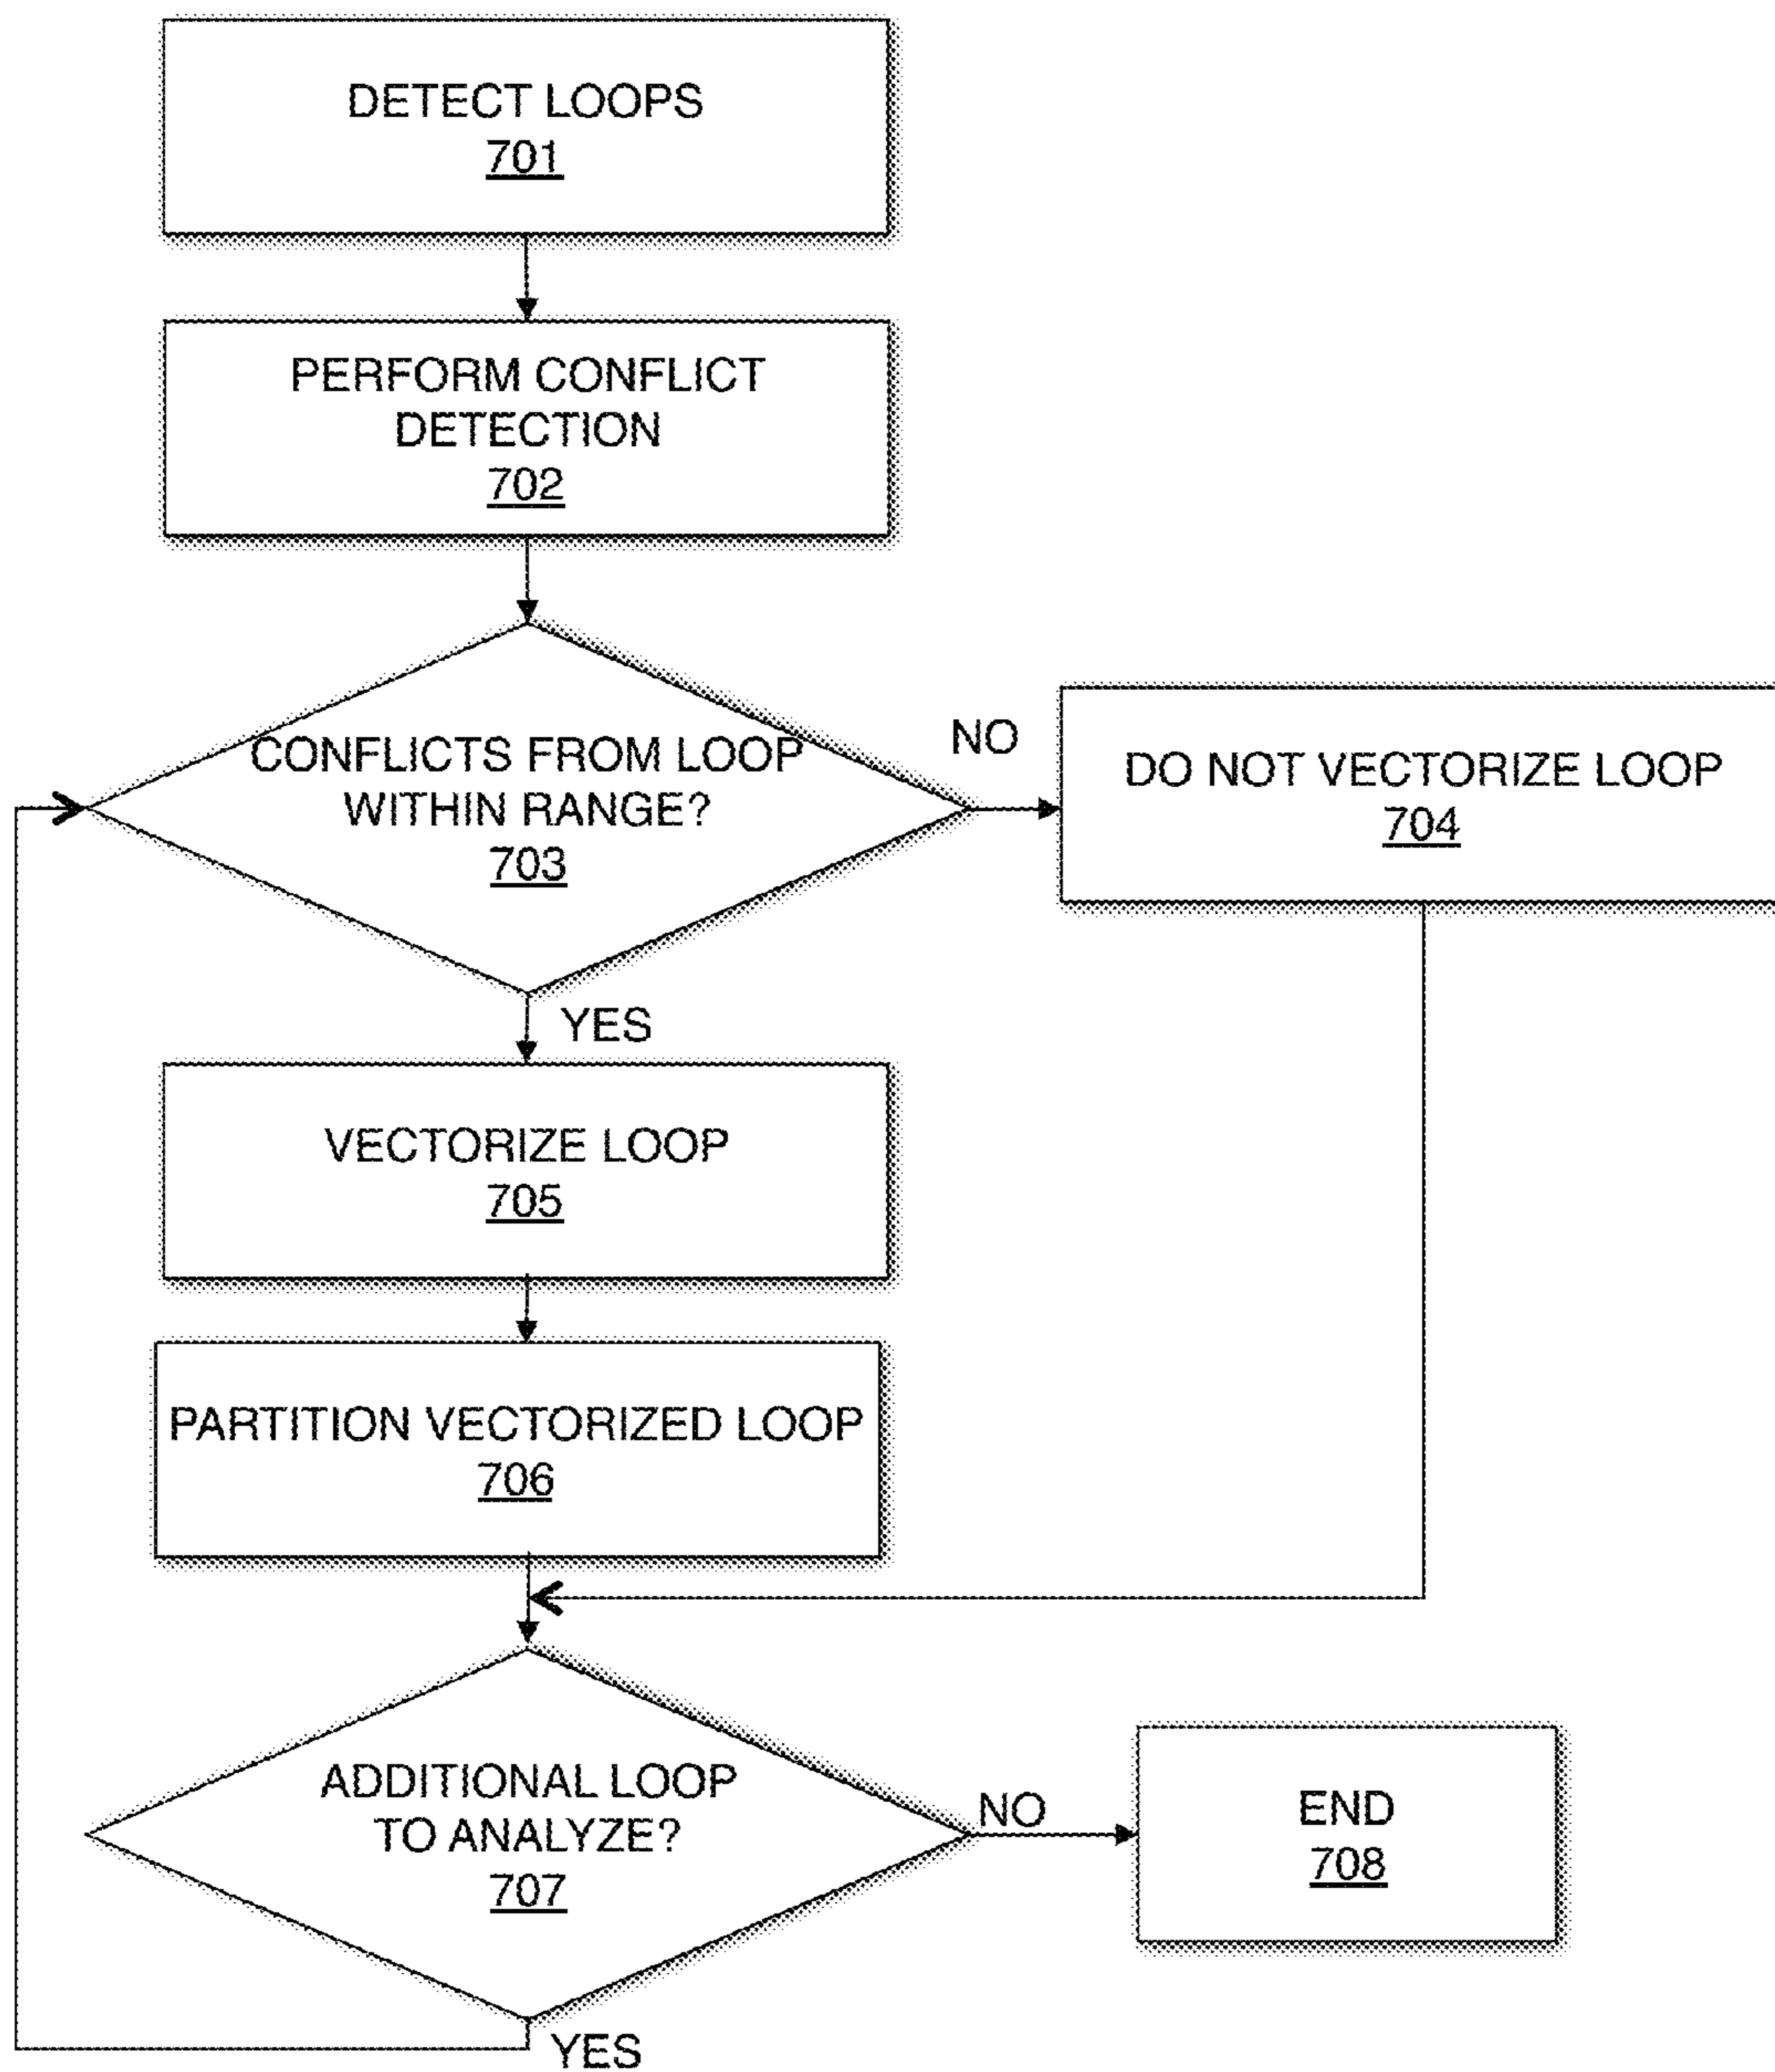 DETECT LOOPS
701
PERFORM CONFLICT
DETECTION
702
CONFLICTS FROM LOOP
WITHIN RANGE?
703
NO
DO NOT VECTORIZE LOOP
704
YES
VECTORIZE LOOP
705
PARTITION VECTORIZED LOOP
706
ADDITIONAL LOOP
TO ANALYZE?
707
NO
END
708
YES